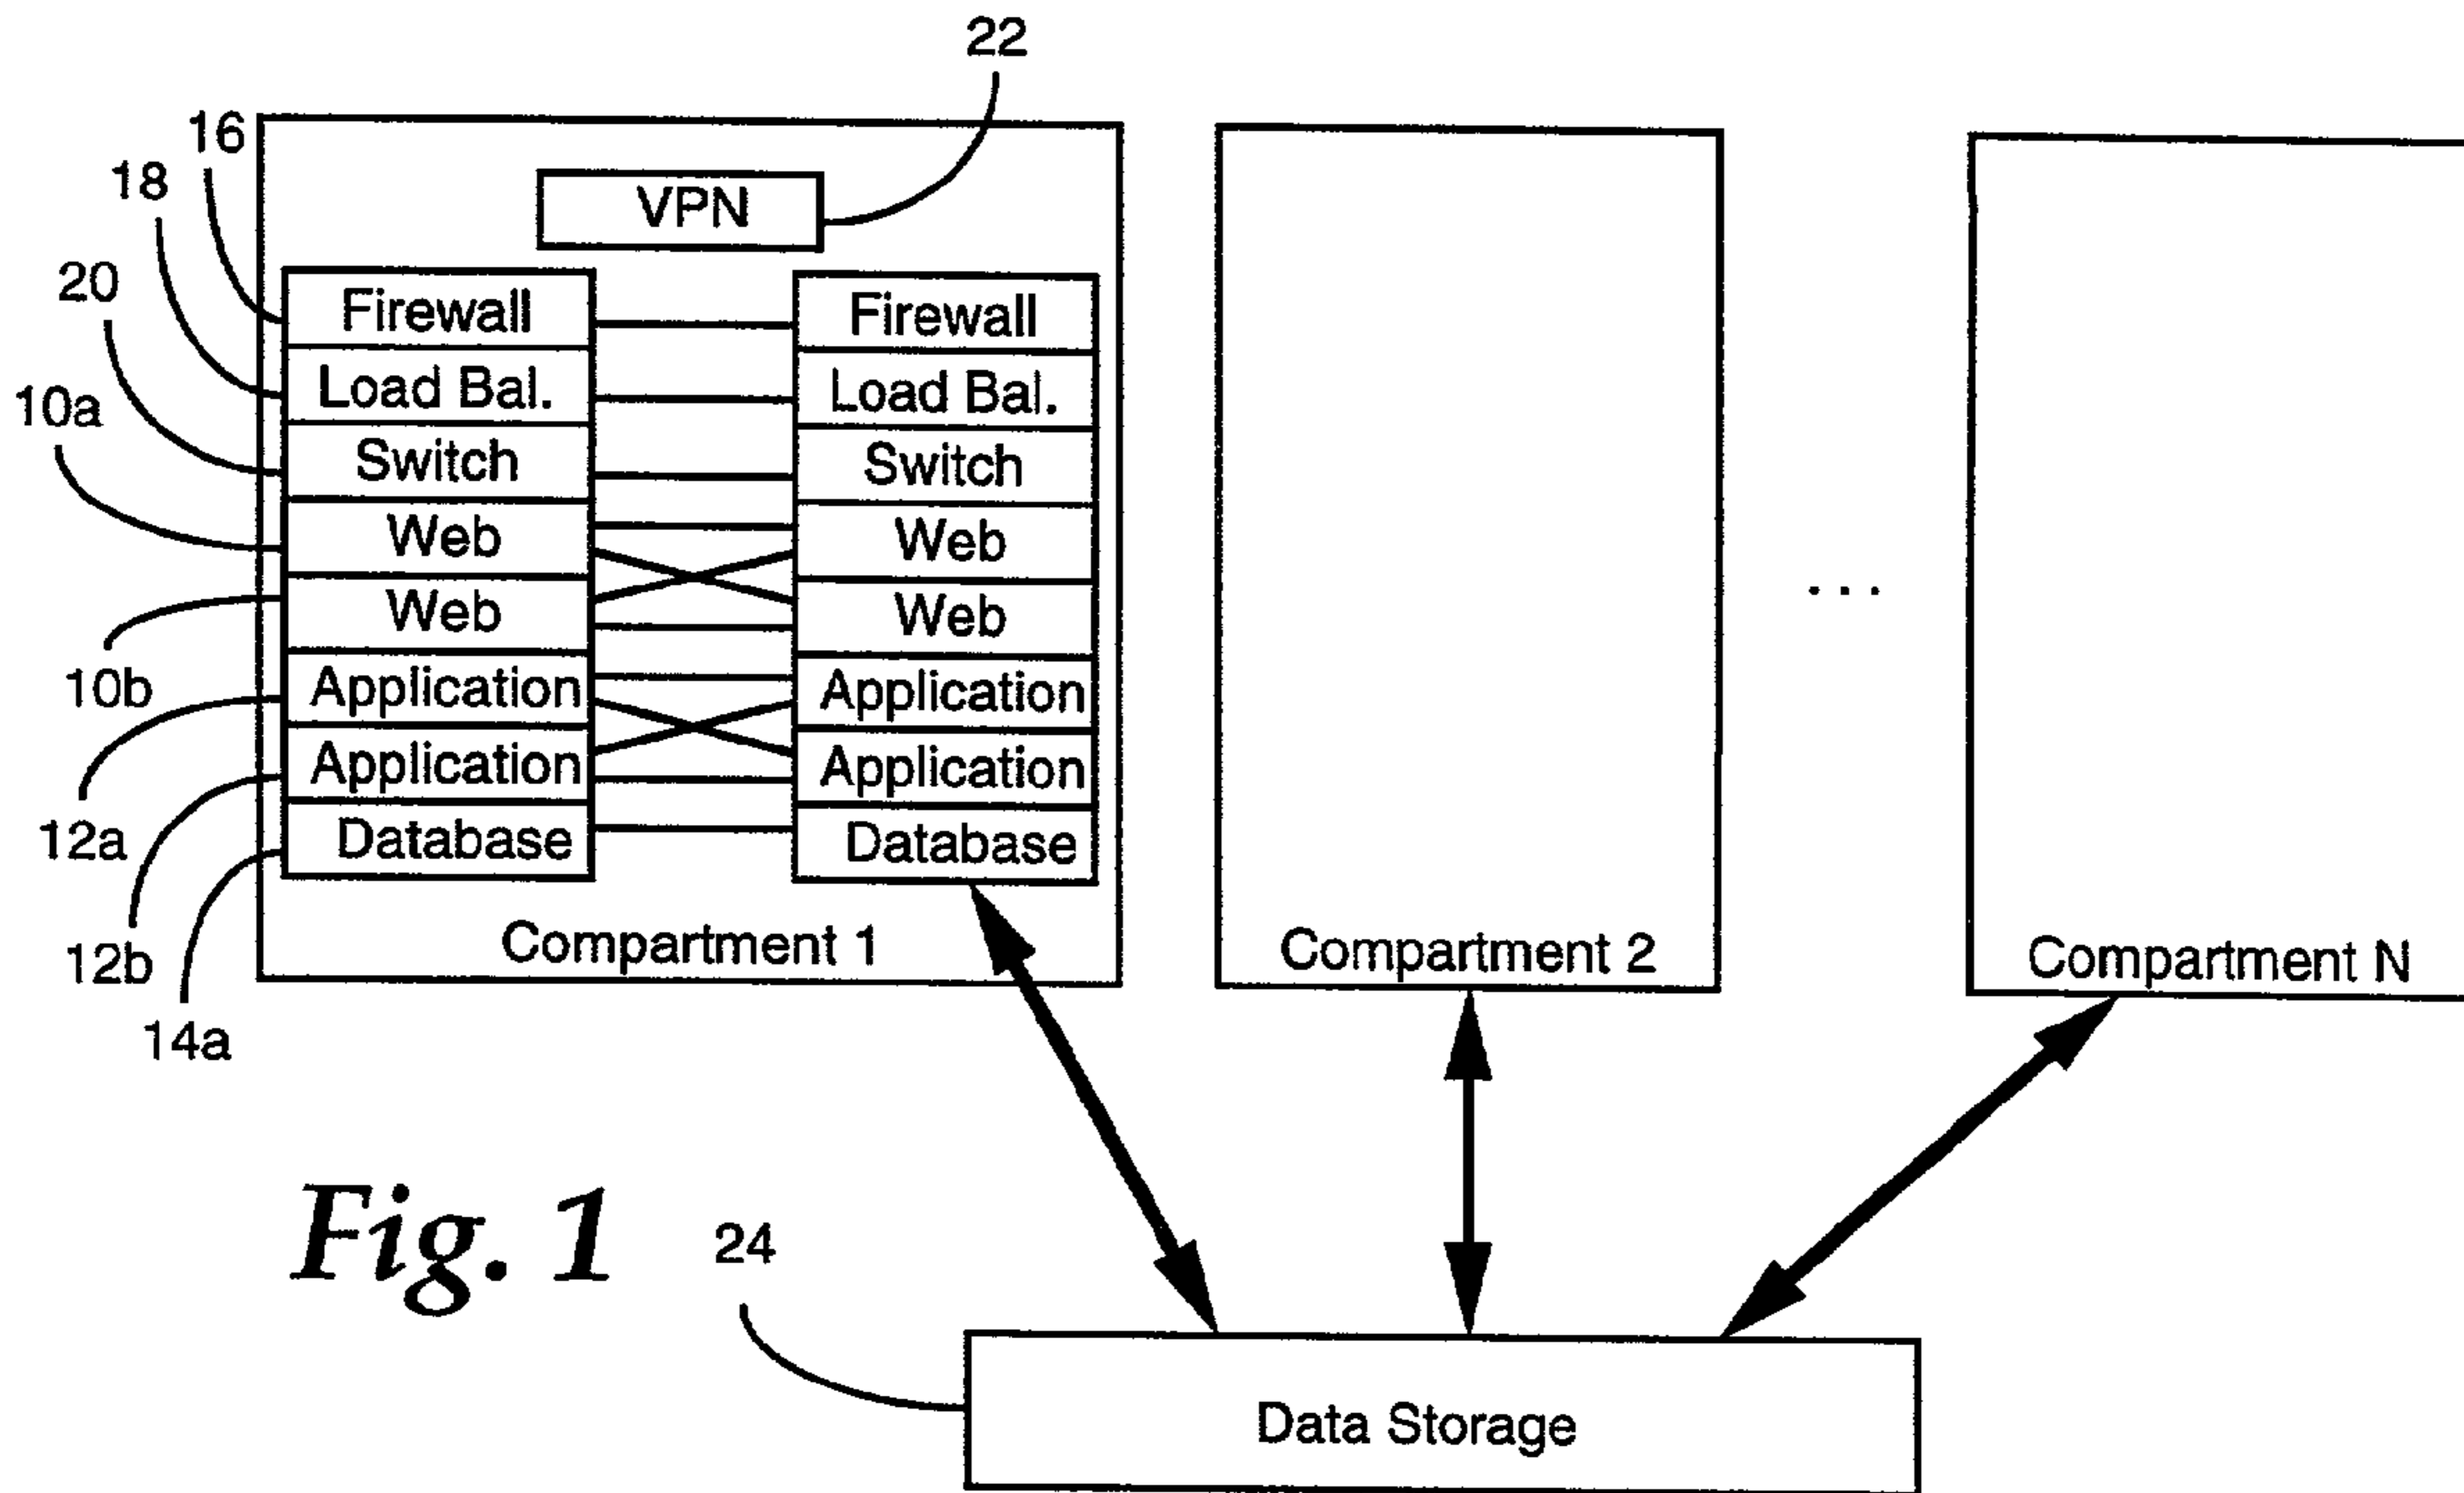 22
16
18
20
10a
10b
12a
12b
14a
VPN
Firewall
Load Bal.
Switch
Web
Web
Application
Application
Database
Firewall
Load Bal.
Switch
Web
Web
Application
Application
Database
Compartment 1
Compartment 2
...
Compartment N
Fig. 1
24
Data Storage